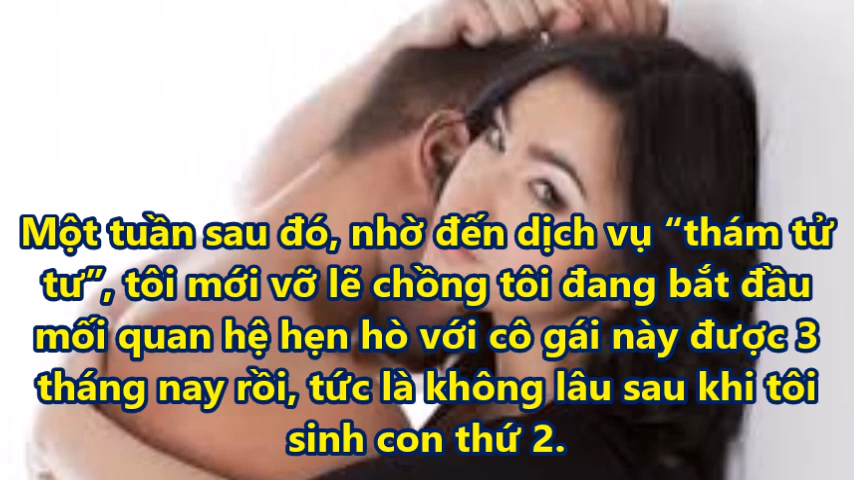 Một tuần sau đó, nhờ đến dịch vụ “thám tử
tư”, tôi mới vỡ lẽ chồng tôi đang bắt đầu
mối quan hệ hẹn hò với cô gái này được 3
tháng nay rồi, tức là không lâu sau khi tôi
sinh con thứ 2.